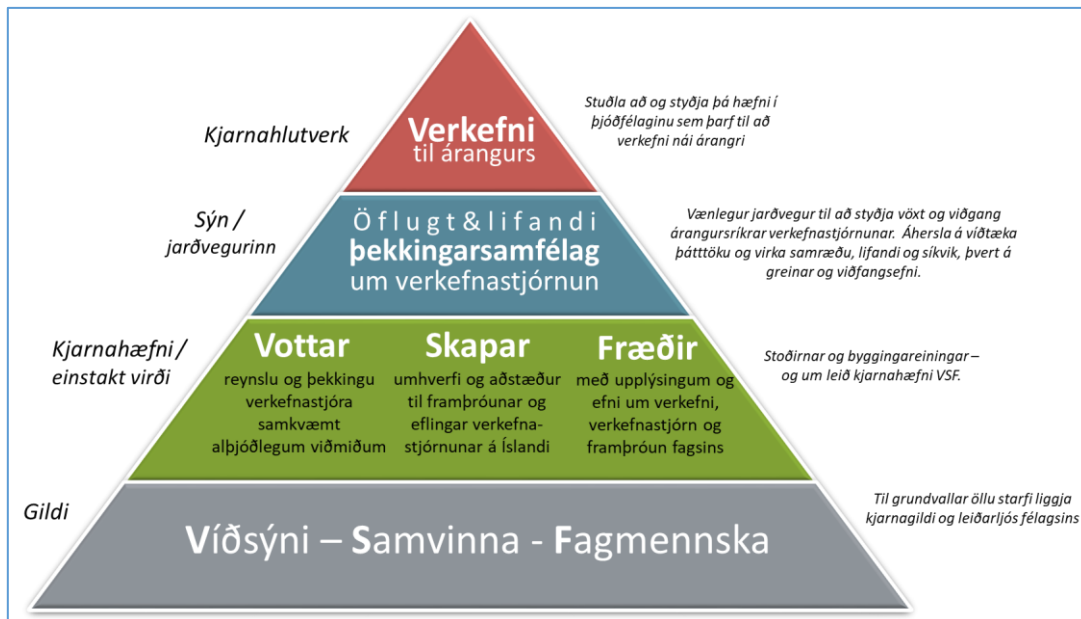 Kjarnahlutverk
Verkefni
til árangurs
Stuðla að og styðja þá hæfni í
þjóðfélaginu sem þarf til að
verkefni nái árangri
Sýn /
jarðvegurinn
Öflugt & lifandi
þekkingarsamfélag
um verkefnastjórnun
Vænlegur jarðvegur til að styðja vöxt og viðgang
árangursríkrar verkefnastjórnunar. Áhersla á víðtæka
þátttöku og virka samræðu, lifandi og síkvik, þvert á
greinar og viðfangsefni.
Kjarnahæfni /
einstakt virði
Vottar
reynslu og þekkingu
verkefnastjóra
samkvæmt
alþjóðlegum viðmiðum
Skapar
umhverfi og aðstæður
til framþróunar og
eflingar verkefna-
stjórnunar á Íslandi
Fræðir
með upplýsingum og
efni um verkefni,
verkefnastjórn og
framþróun fagsins
Stoðirnar og byggingareiningar –
og um leið kjarnahæfni VSF.
Gildi
Víðsýni – Samvinna - Fagmennska
Til grundvallar öllu starfi liggja
kjarnagildi og leiðarljós félagsins